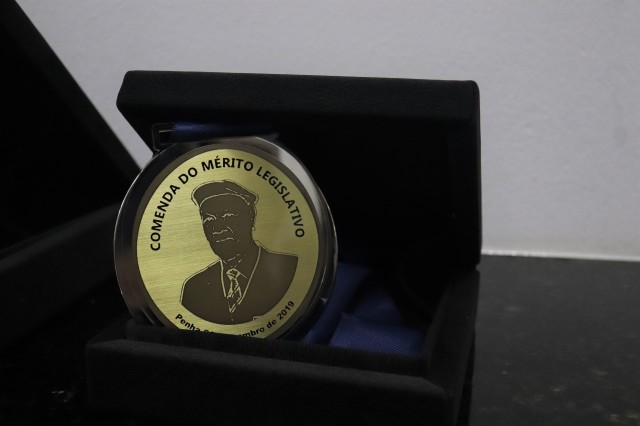 COMENDA DO MÉRITO LEGISLATIVO
Penha de 2019